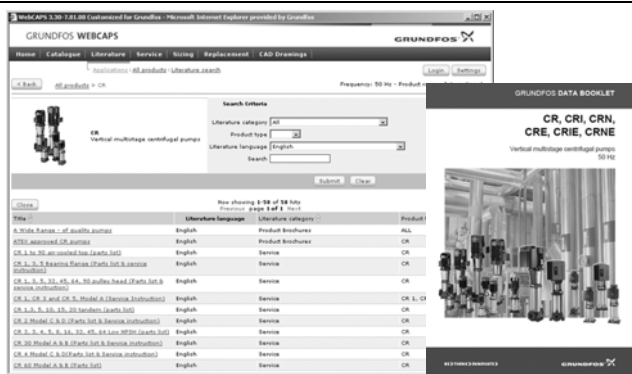 WebCAPS 3.30-7.01.00 Customized for Grundfos - Microsoft Internet Explorer provided by Grundfos
GRUNDFOS WEBCAPS
GRUNDFOS
Home Catalogue Literature Service Sizing Replacement CAD Drawings
Applications › All products › Literature search
Login Settings
< Back All products > CR
Frequency: 50 Hz - Product
Search Criteria
Literature category All
Product type
Literature language English
Search
CR
Vertical multistage centrifugal pumps
Submit Clear
Close
Now showing 1-58 of 58 hits
Previous page 1 of 1 Next
Title Literature language Literature category Product
A Wide Range - of quality pumps English Product Brochures ALL
ATEX approved CR pumps English Product Brochures CR
CR 1 to 90 air-cooled top (parts list) English Service CR
CR 1, 3, 5 Bearing flange (Parts list & service instruction) English Service CR
CR 1, 3, 5, 32, 45, 64, 90 pulley head (Parts list & service instruction) English Service CR
CR 1, CR 3 and CR 5, Model A (Service Instruction) English Service CR 1, CR
CR 1,3, 5, 10, 15, 20 tandem (parts list) English Service CR
CR 2 Model C & D (Parts list & Service instruction) English Service CR
CR 2, 3, 4, 5, 8, 16, 32, 45, 64 Low NPSH (parts list) English Service CR
CR 30 Model A & B (Parts list & Service instruction) English Service CR
CR 4 Model C & D(Parts list & Service instruction) English Service CR
CR 60 Model A & B (Parts list) English Service CR
GRUNDFOS DATA BOOKLET
CR, CRI, CRN,
CRE, CRIE, CRNE
Vertical multistage centrifugal pumps
50 Hz
BE>THINK>INNOVATE>
GRUNDFOS